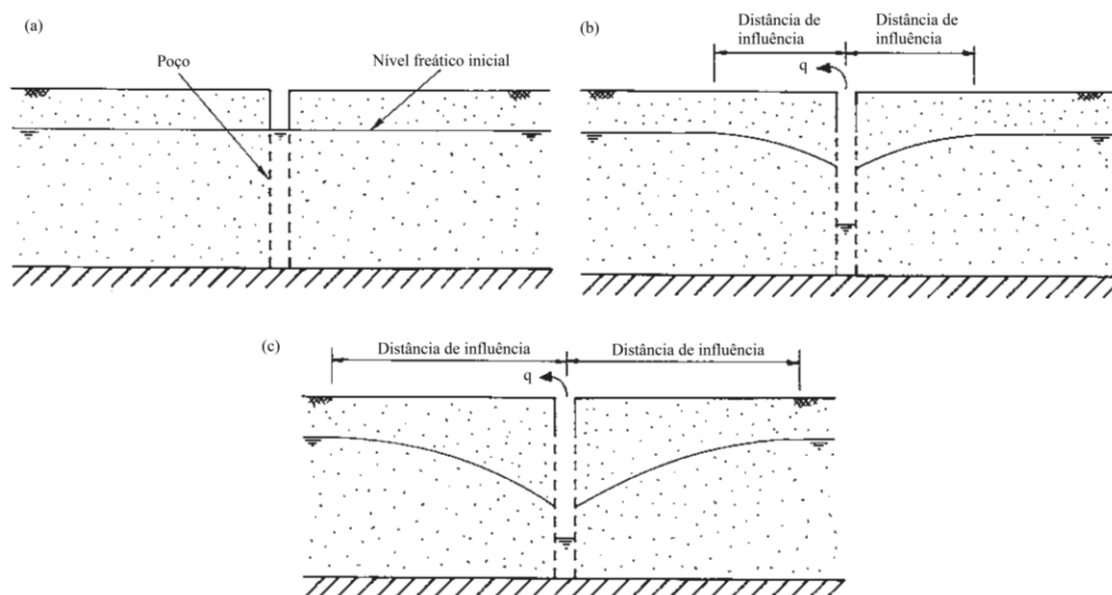 (a)
Poço
Nível freático inicial
(b)
Distância de
influência
Distância de
influência
q
(c)
Distância de influência
Distância de influência
q